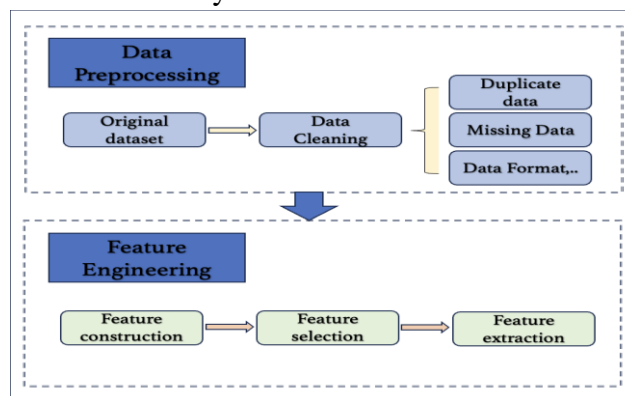 Data
Preprocessing
Original
dataset
Data
Cleaning
Duplicate
data
Missing Data
Data Format,..
Feature
Engineering
Feature
construction
Feature
selection
Feature
extraction